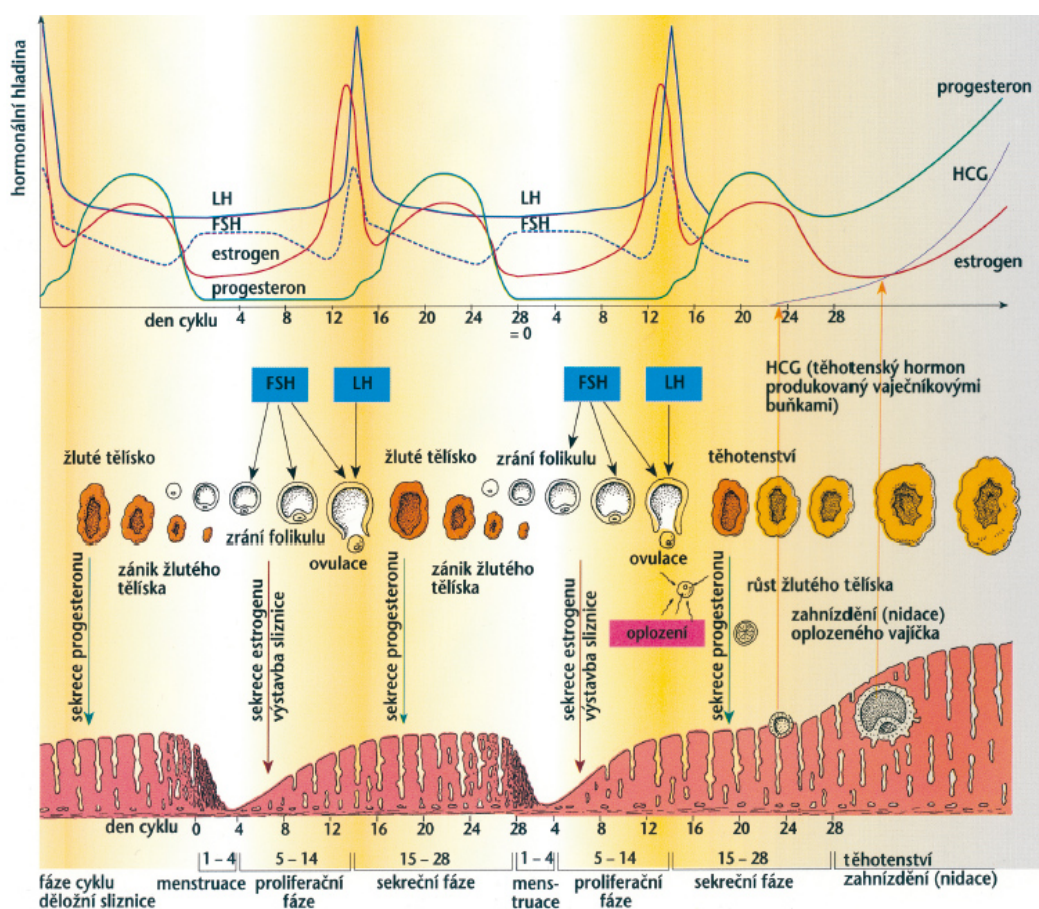 hormonální hladina
progesteron
HCG
LH
LH
FSH
FSH
estrogen
estrogen
progesteron
den cyklu
4 8 12 16 20 24 28 4 8 12 14 20 24 28
= 0
FSH
LH
FSH
LH
HCG (těhotenský hormon
produkovaný vaječníkovými
buňkami)
žluté tělísko
žluté tělísko
zrání folikulu
těhotenství
zrání folikulu
ovulace
ovulace
zánik žlutého
tělíska
zánik žlutého
tělíska
růst žlutého tělíska
zahnízdění (nidace)
oplozeného vajíčka
oplození
sekrece progesteronu
sekrece estrogenu
výstavba sliznice
sekrece progesteronu
sekrece estrogenu
výstavba sliznice
sekrece progesteronu
den cyklu 0 4 8 12 16 20 24 28 4 8 12 14 20 24 28
1 – 4 5 – 14 15 – 28 1 – 4 5 – 14 15 – 28
fáze cyklu
děložní sliznice
menstruace
proliferační
fáze
sekreční fáze
mens-
truace
proliferační
fáze
sekreční fáze
těhotenství
zahnízdění (nidace)